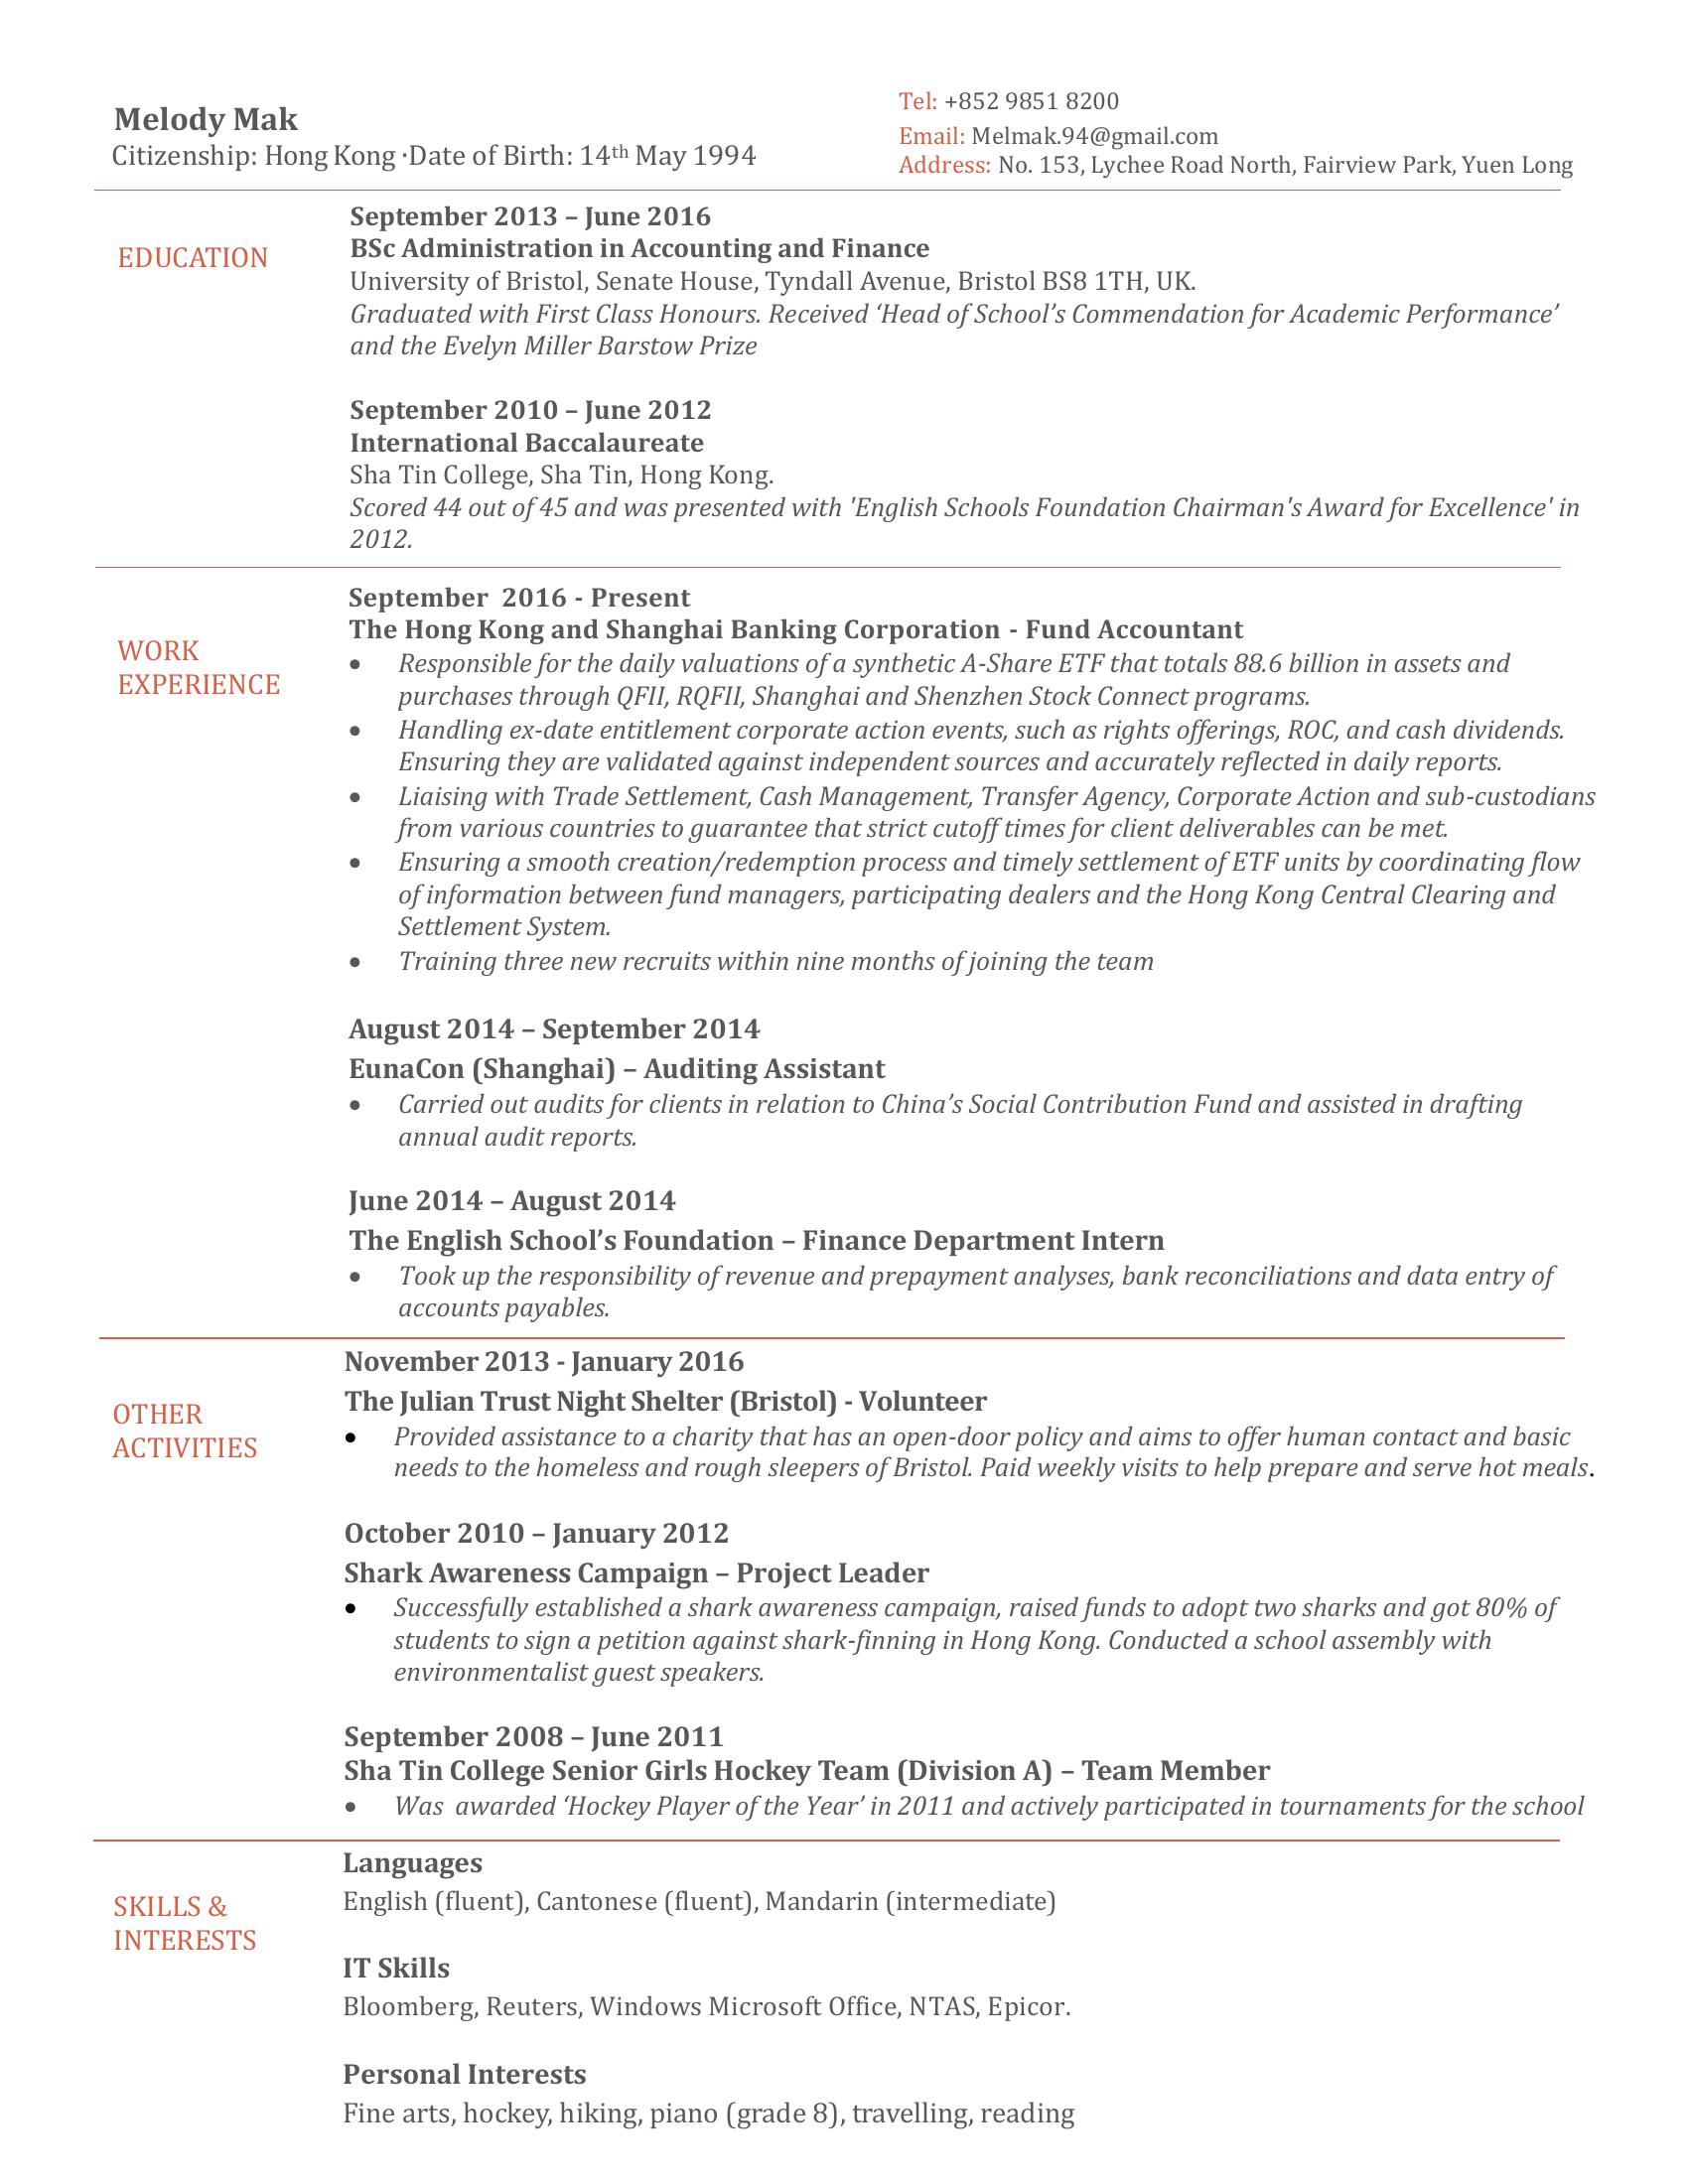 Melody Mak
Citizenship: Hong Kong ·Date of Birth: 14th May 1994
Tel: +852 9851 8200
Email: Melmak.94@gmail.com
Address: No. 153, Lychee Road North, Fairview Park, Yuen Long
EDUCATION
September 2013 – June 2016
BSc Administration in Accounting and Finance
University of Bristol, Senate House, Tyndall Avenue, Bristol BS8 1TH, UK.
Graduated with First Class Honours. Received ‘Head of School’s Commendation for Academic Performance’
and the Evelyn Miller Barstow Prize
September 2010 – June 2012
International Baccalaureate
Sha Tin College, Sha Tin, Hong Kong.
Scored 44 out of 45 and was presented with 'English Schools Foundation Chairman's Award for Excellence' in
2012.
WORK
EXPERIENCE
September  2016 - Present
The Hong Kong and Shanghai Banking Corporation - Fund Accountant
• Responsible for the daily valuations of a synthetic A-Share ETF that totals 88.6 billion in assets and
purchases through QFII, RQFII, Shanghai and Shenzhen Stock Connect programs.
• Handling ex-date entitlement corporate action events, such as rights offerings, ROC, and cash dividends.
Ensuring they are validated against independent sources and accurately reflected in daily reports.
• Liaising with Trade Settlement, Cash Management, Transfer Agency, Corporate Action and sub-custodians
from various countries to guarantee that strict cutoff times for client deliverables can be met.
• Ensuring a smooth creation/redemption process and timely settlement of ETF units by coordinating flow
of information between fund managers, participating dealers and the Hong Kong Central Clearing and
Settlement System.
• Training three new recruits within nine months of joining the team
August 2014 – September 2014
EunaCon (Shanghai) – Auditing Assistant
• Carried out audits for clients in relation to China’s Social Contribution Fund and assisted in drafting
annual audit reports.
June 2014 – August 2014
The English School’s Foundation – Finance Department Intern
• Took up the responsibility of revenue and prepayment analyses, bank reconciliations and data entry of
accounts payables.
OTHER
ACTIVITIES
November 2013 - January 2016
The Julian Trust Night Shelter (Bristol) - Volunteer
• Provided assistance to a charity that has an open-door policy and aims to offer human contact and basic
needs to the homeless and rough sleepers of Bristol. Paid weekly visits to help prepare and serve hot meals.
October 2010 – January 2012
Shark Awareness Campaign – Project Leader
• Successfully established a shark awareness campaign, raised funds to adopt two sharks and got 80% of
students to sign a petition against shark-finning in Hong Kong. Conducted a school assembly with
environmentalist guest speakers.
September 2008 – June 2011
Sha Tin College Senior Girls Hockey Team (Division A) – Team Member
• Was  awarded ‘Hockey Player of the Year’ in 2011 and actively participated in tournaments for the school
SKILLS &
INTERESTS
Languages
English (fluent), Cantonese (fluent), Mandarin (intermediate)
IT Skills
Bloomberg, Reuters, Windows Microsoft Office, NTAS, Epicor.
Personal Interests
Fine arts, hockey, hiking, piano (grade 8), travelling, reading